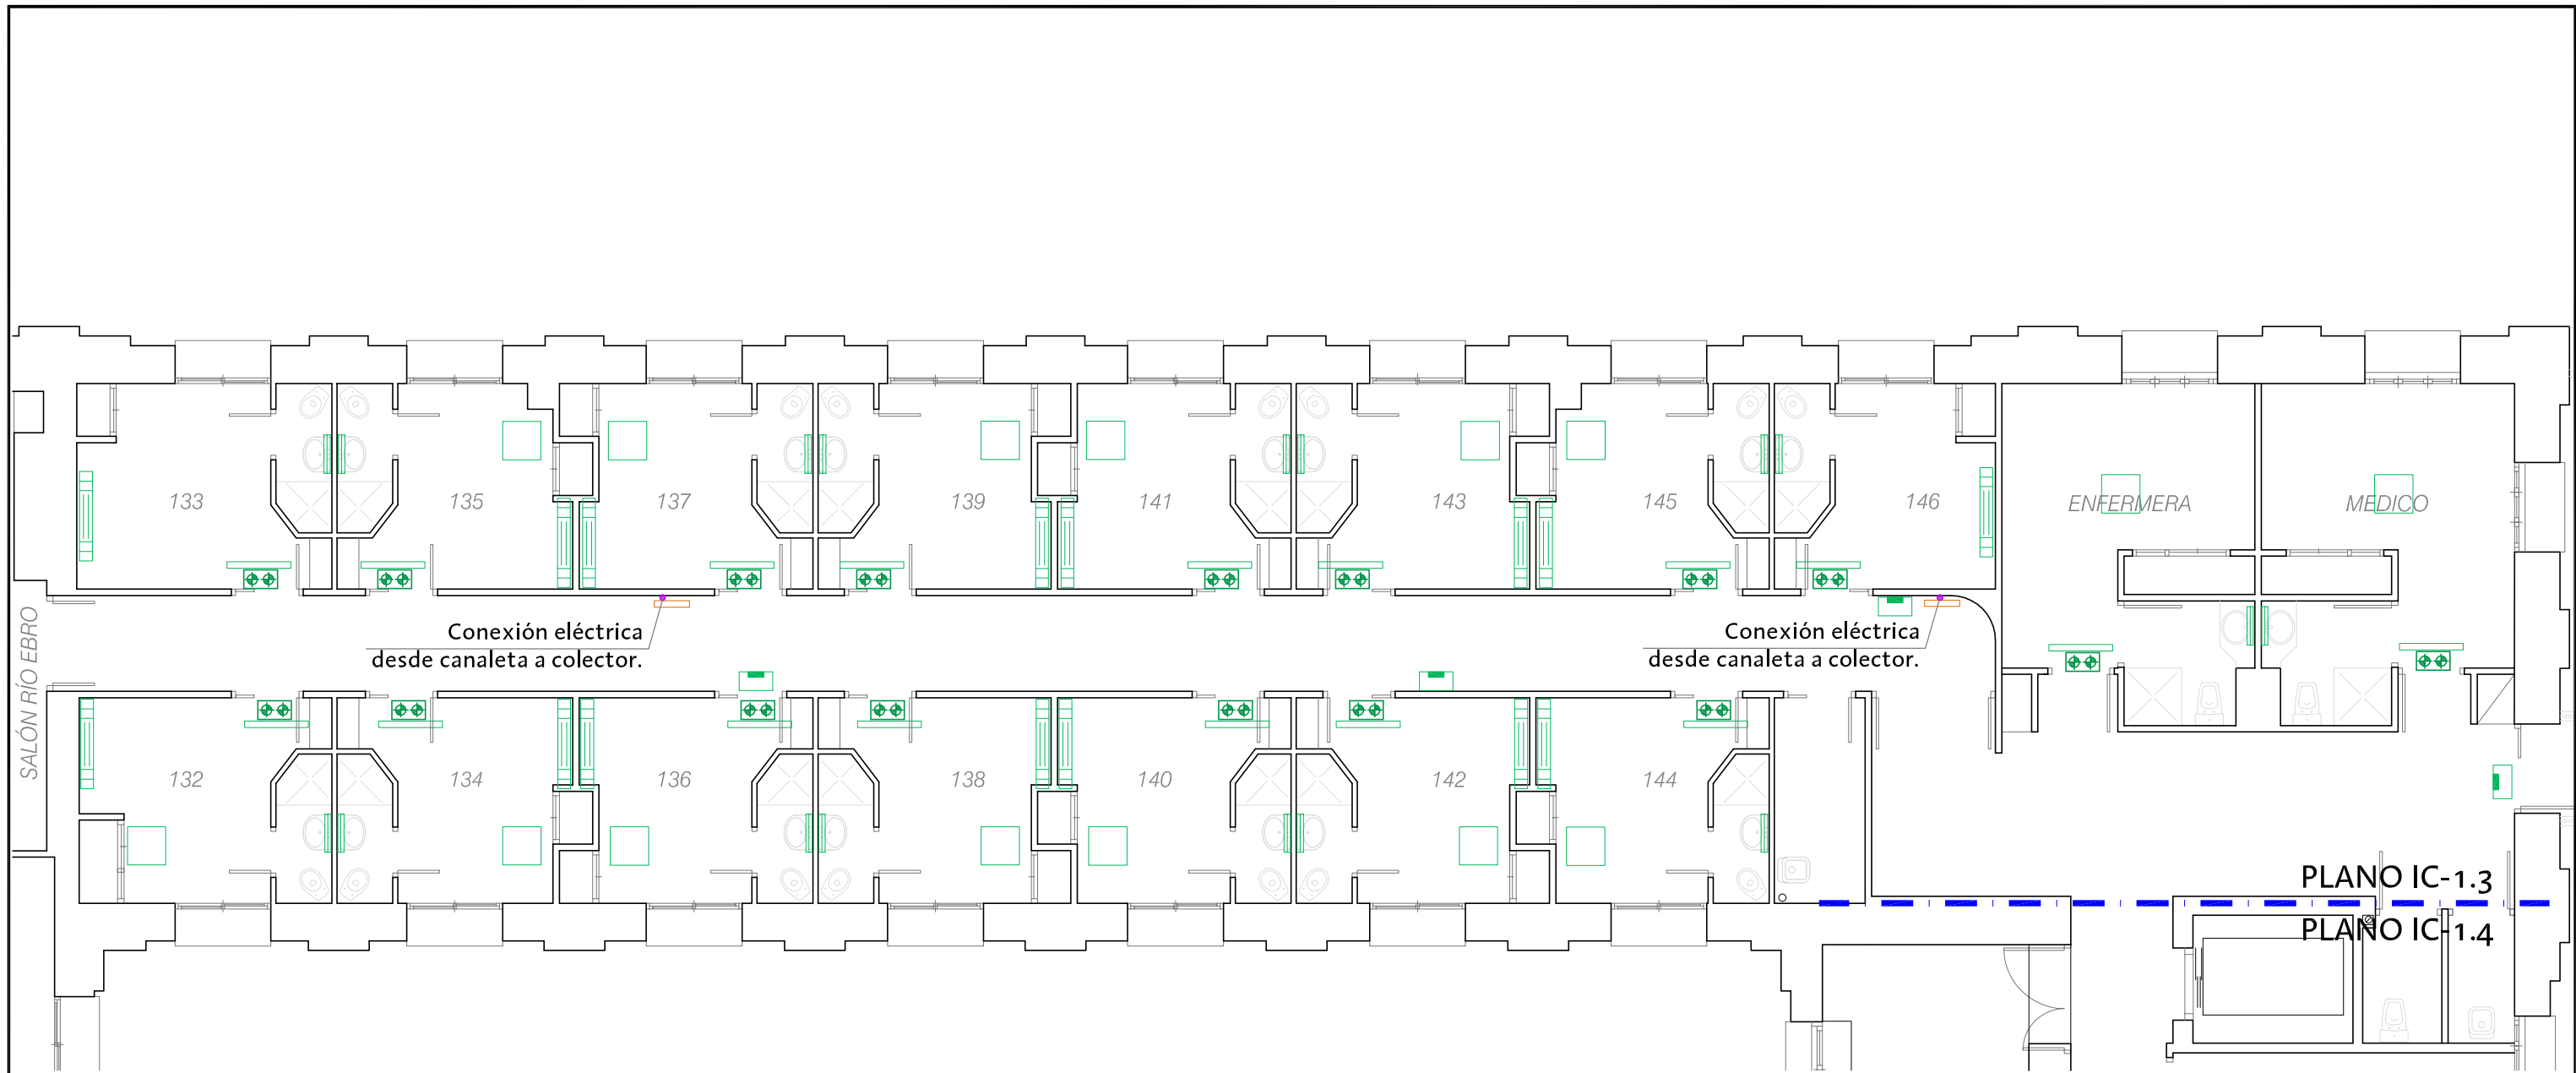 133
135
137
139
141
143
145
146
ENFERMERA
MEDICO
SALÓN RÍO EBRO
Conexión eléctrica
desde canaleta a colector.
Conexión eléctrica
desde canaleta a colector.
132
134
136
138
140
142
144
PLANO IC-1.3
PLANO IC-1.4